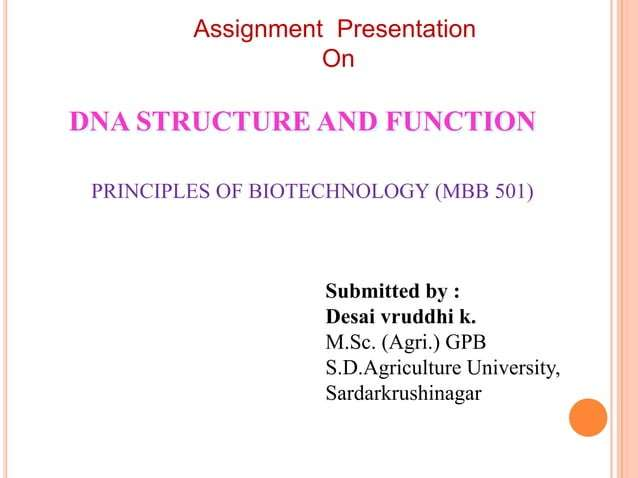 Assignment Presentation
On
DNA STRUCTURE AND FUNCTION
PRINCIPLES OF BIOTECHNOLOGY (MBB 501)
Submitted by :
Desai vruddhi k.
M.Sc. (Agri.) GPB
S.D.Agriculture University,
Sardarkrushinagar